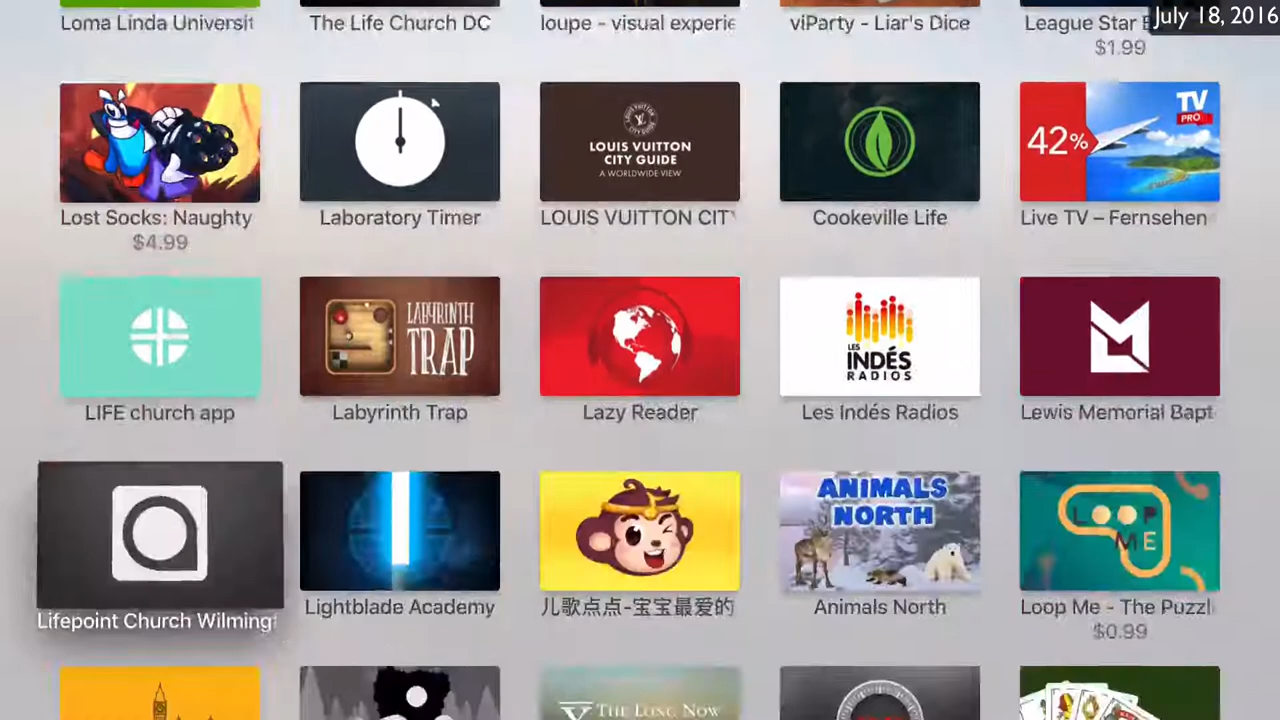 Loma Linda Universit
The Life Church DC
loupe - visual experie
viParty - Liar's Dice
League Star
July 18, 2016
$1.99
LOUIS VUITTON
CITY GUIDE
A WORLDWIDE VIEW
42%
TV
PRO
Lost Socks: Naughty
$4.99
Laboratory Timer
LOUIS VUITTON CIT
Cookeville Life
Live TV – Fernsehen
LABYRINTH
TRAP
LES
INDÉS
RADIOS
LIFE church app
Labyrinth Trap
Lazy Reader
Les Indés Radios
Lewis Memorial Bapt
ANIMALS
NORTH
LOOP
ME
Lifepoint Church Wilming
Lightblade Academy
儿歌点点-宝宝最爱的
Animals North
Loop Me - The Puzzl
$0.99
THE LONG NOW